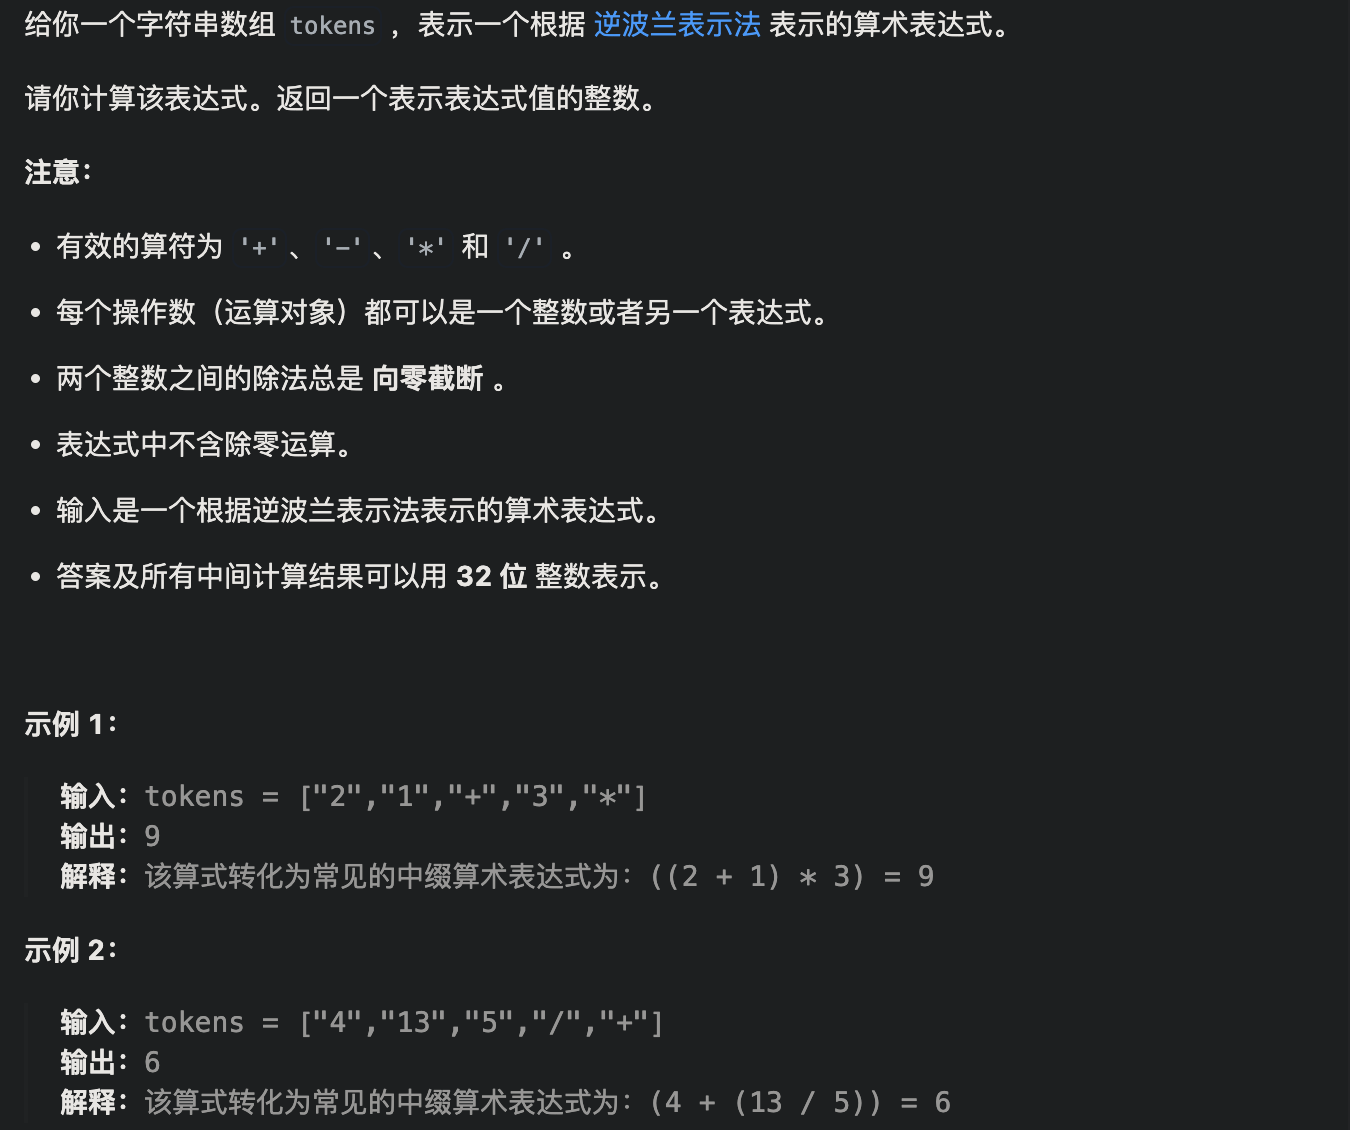 给你一个字符串数组 tokens ，表示一个根据 逆波兰表示法 表示的算术表达式。
请你计算该表达式。返回一个表示表达式值的整数。
注意：
• 有效的算符为 '+'、'-'、'*' 和 '/' 。
• 每个操作数（运算对象）都可以是一个整数或者另一个表达式。
• 两个整数之间的除法总是 向零截断 。
• 表达式中不含除零运算。
• 输入是一个根据逆波兰表示法表示的算术表达式。
• 答案及所有中间计算结果可以用 32 位 整数表示。
示例 1：
输入：tokens = ["2","1","+","3","*"]
输出：9
解释：该算式转化为常见的中缀算术表达式为：((2 + 1) * 3) = 9
示例 2：
输入：tokens = ["4","13","5","/","+"]
输出：6
解释：该算式转化为常见的中缀算术表达式为：(4 + (13 / 5)) = 6